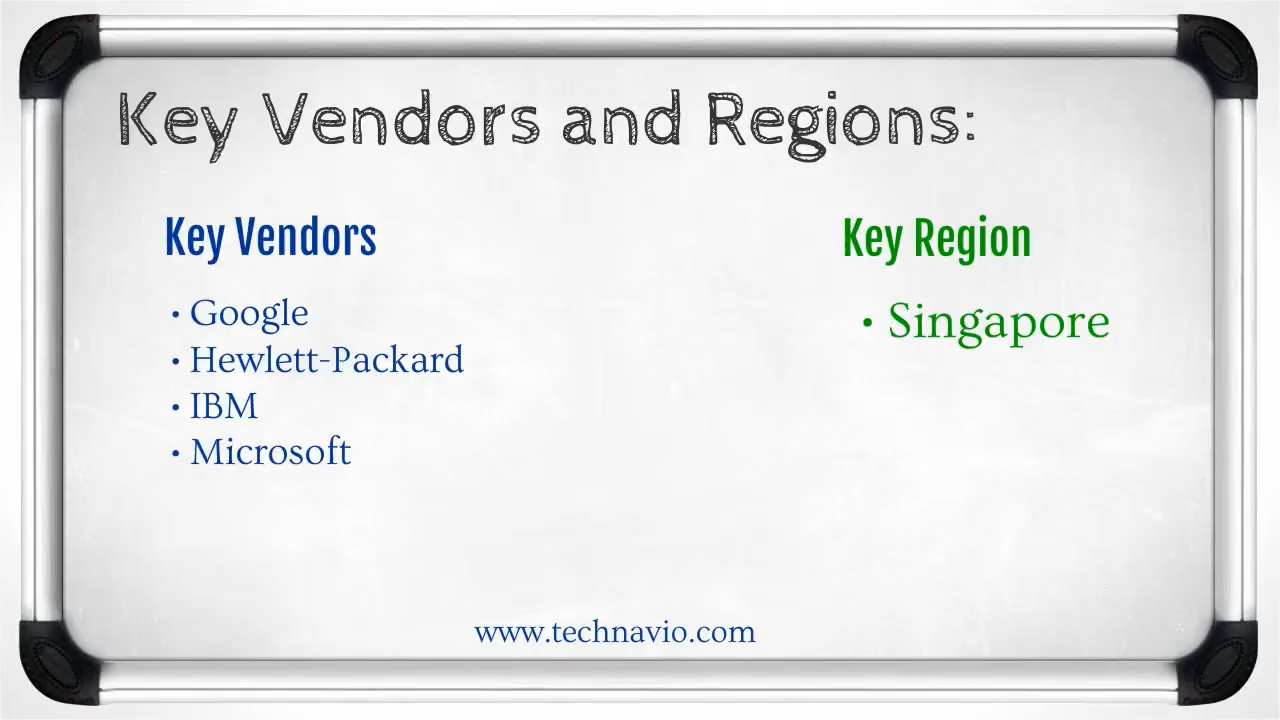 Key Vendors and Regions:
Key Vendors
• Google
• Hewlett-Packard
• IBM
• Microsoft
Key Region
• Singapore
www.technavio.com